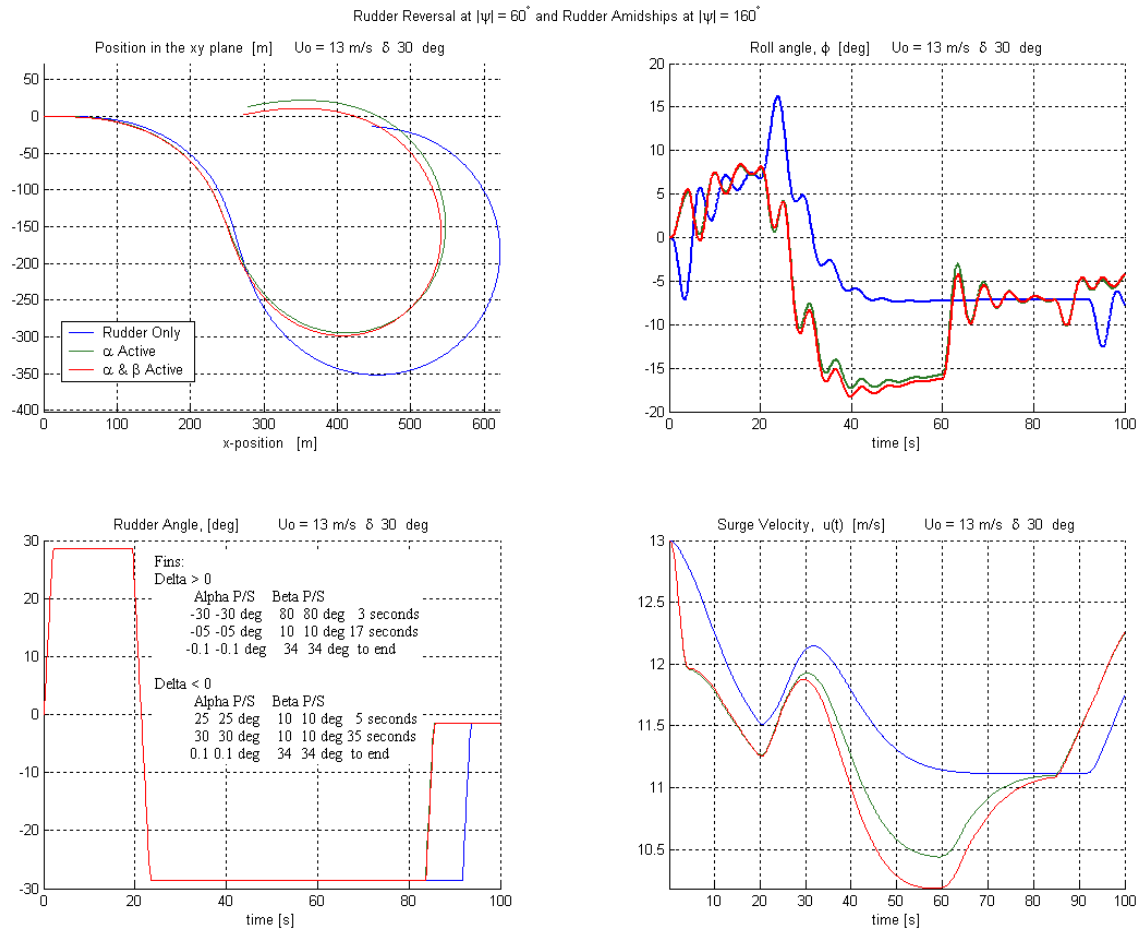 Rudder Reversal at |ψ| = 60° and Rudder Amidships at |ψ| = 160°
Position in the xy plane [m] Uo = 13 m/s δ 30 deg
50
0
-50
-100
-150
-200
-250
-300
-350
-400
Rudder Only
α Active
α & β Active
0 100 200 300 400 500 600
x-position [m]
Roll angle, ϕ [deg] Uo = 13 m/s δ 30 deg
20
15
10
5
0
-5
-10
-15
-20
0 20 40 60 80 100
time [s]
Rudder Angle, [deg] Uo = 13 m/s δ 30 deg
30
20
10
0
-10
-20
-30
Fins:
Delta > 0
Alpha P/S Beta P/S
-30 -30 deg 80 80 deg 3 seconds
-05 -05 deg 10 10 deg 17 seconds
-0.1 -0.1 deg 34 34 deg to end
Delta < 0
Alpha P/S Beta P/S
25 25 deg 10 10 deg 5 seconds
30 30 deg 10 10 deg 35 seconds
0.1 0.1 deg 34 34 deg to end
0 20 40 60 80 100
time [s]
Surge Velocity, u(t) [m/s] Uo = 13 m/s δ 30 deg
13
12.5
12
11.5
11
10.5
10 20 30 40 50 60 70 80 90 100
time [s]